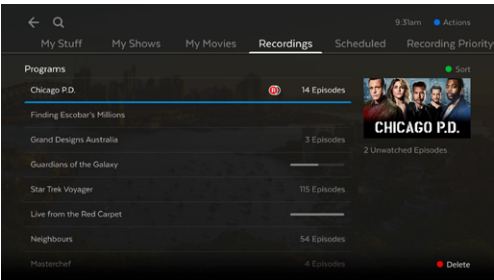 9.31am Actions
My Stuff My Shows My Movies Recordings Scheduled Recording Priority
Programs
Sort
Chicago P.D. R 14 Episodes
Finding Escobar's Millions
CHICAGO P.D.
Grand Designs Australia 3 Episodes
2 Unwatched Episodes
Guardians of the Galaxy
Star Trek Voyager 115 Episodes
Live from the Red Carpet
Neighbours 54 Episodes
Masterchef 4 Episodes
Delete